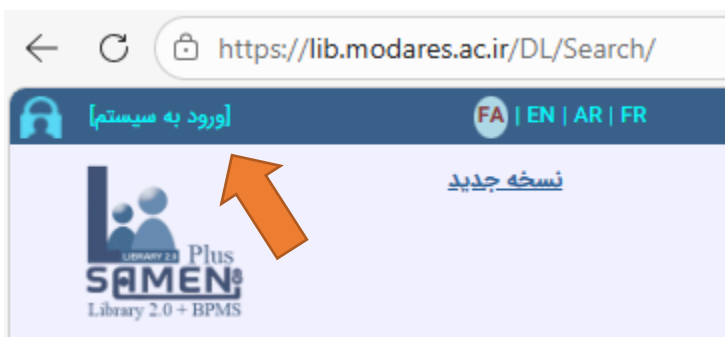 https://lib.modares.ac.ir/DL/Search/
[ورود به سیستم]
FA | EN | AR | FR
نسخه جدید
LIBRARY 2.0 Plus
SAMEN
Library 2.0 + BPMS